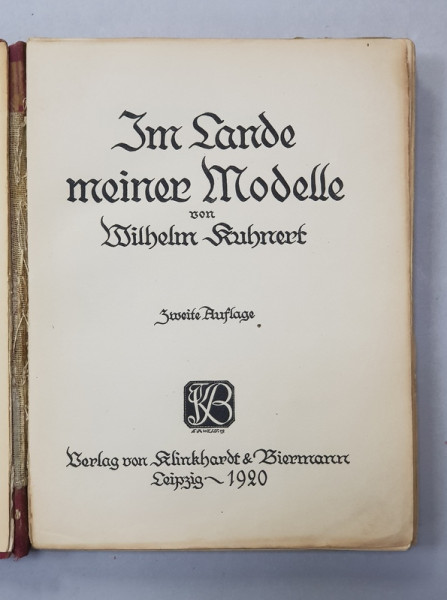 Im Lande
meiner Modelle
von
Wilhelm Kuhnert
Zweite Auflage
KB
Verlag von Klinkhardt & Biermann
Leipzig ~ 1920